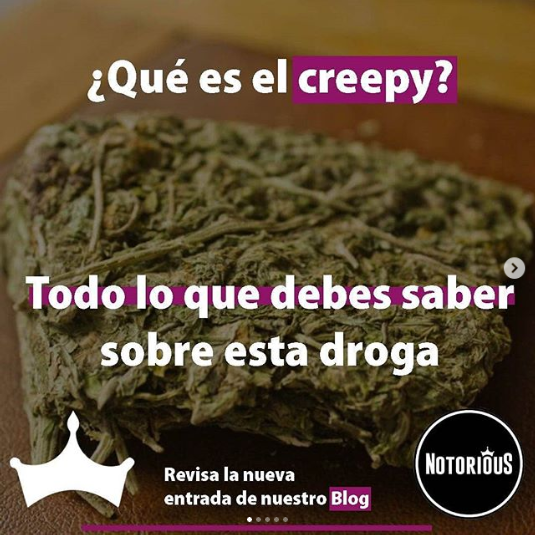 ¿Qué es el creepy?
Todo lo que debes saber
sobre esta droga
Revisa la nueva
entrada de nuestro Blog
NOTORIOUS